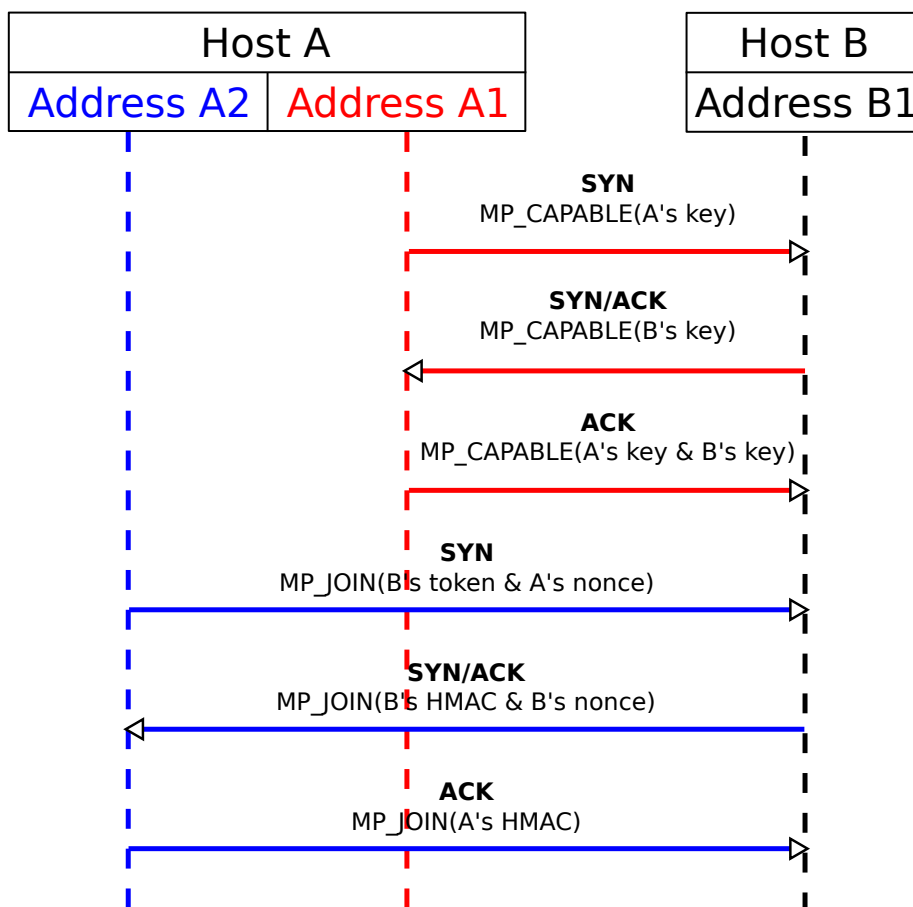 Host A
Host B
Address A2
Address A1
Address B1
SYN
MP_CAPABLE(A's key)
SYN/ACK
MP_CAPABLE(B's key)
ACK
MP_CAPABLE(A's key & B's key)
SYN
MP_JOIN(B's token & A's nonce)
SYN/ACK
MP_JOIN(B's HMAC & B's nonce)
ACK
MP_JOIN(A's HMAC)